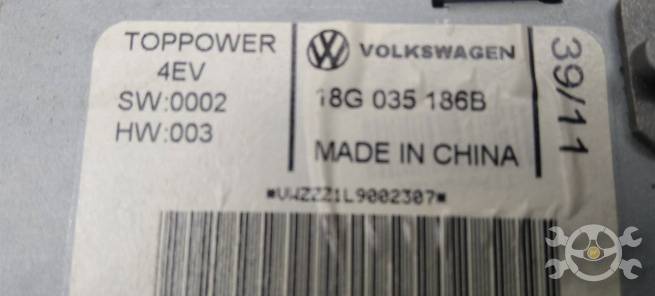 TOPPOWER
4EV
SW:0002
HW:003
VOLKSWAGEN
18G 035 186B
MADE IN CHINA
39/11
*VWZZZ1L9002307*